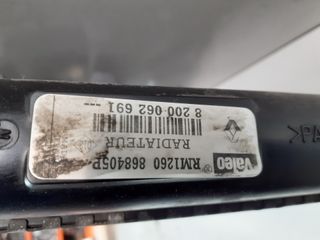 Valeo
RM1260 868405P
RADIATEUR
8 200 062 691 ---